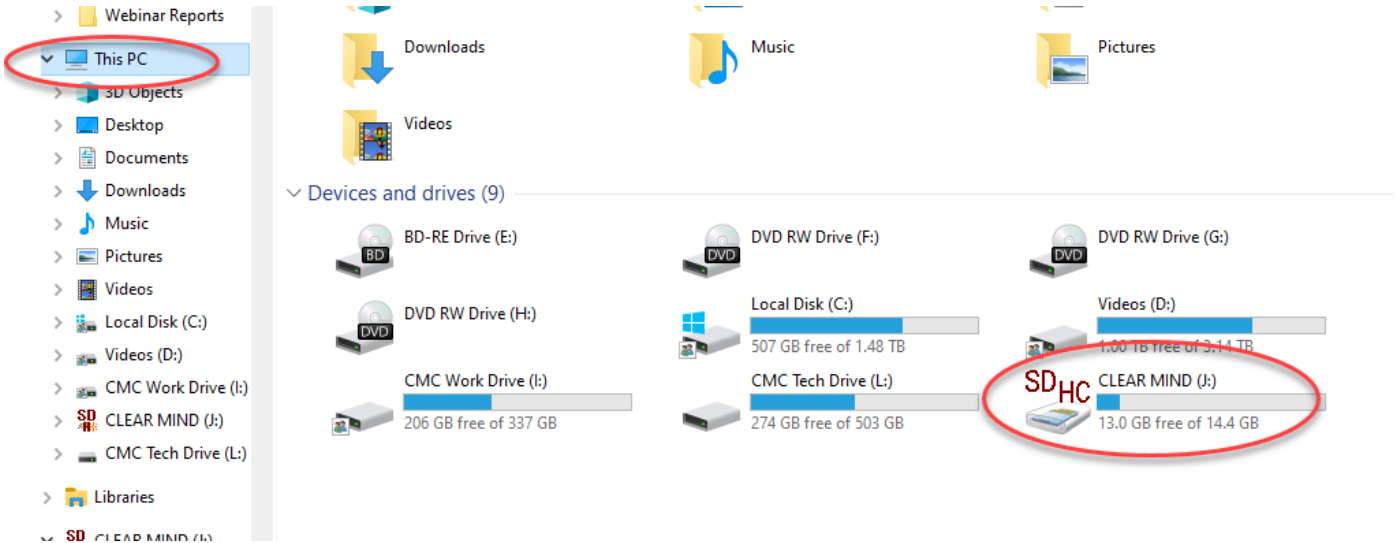 Webinar Reports
This PC
3D Objects
Desktop
Documents
Downloads
Music
Pictures
Videos
Local Disk (C:)
Videos (D:)
CMC Work Drive (I:)
SD CLEAR MIND (J:)
CMC Tech Drive (L:)
Libraries
SD CLEAR MIND (J:)
Downloads
Music
Pictures
Videos
Devices and drives (9)
BD
BD-RE Drive (E:)
DVD
DVD RW Drive (F:)
DVD
DVD RW Drive (G:)
DVD
DVD RW Drive (H:)
Local Disk (C:)
507 GB free of 1.48 TB
Videos (D:)
1.00 TB free of 3.14 TB
CMC Work Drive (I:)
206 GB free of 337 GB
CMC Tech Drive (L:)
274 GB free of 503 GB
SDHC
CLEAR MIND (J:)
13.0 GB free of 14.4 GB